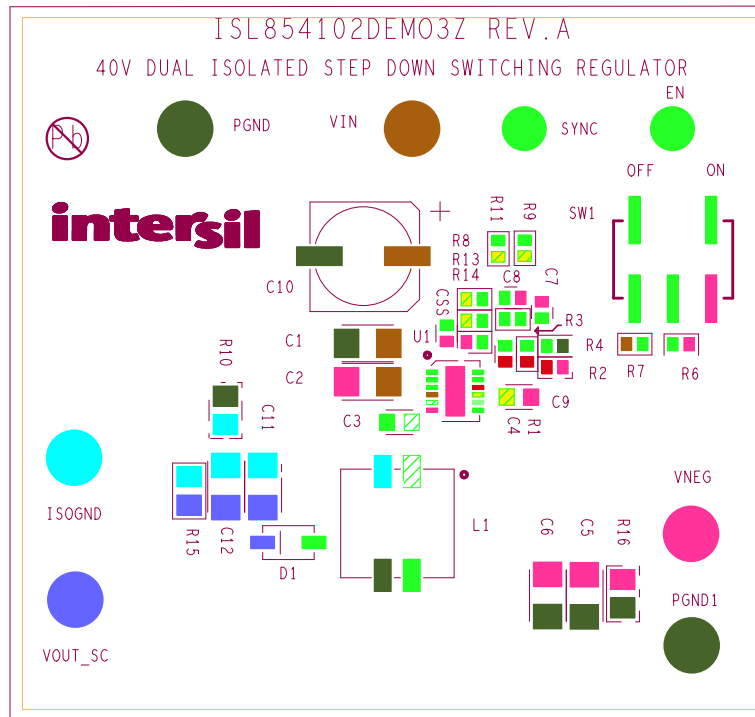 ISL854102DEMO3Z REV.A
40V DUAL ISOLATED STEP DOWN SWITCHING REGULATOR
Pb
PGND
VIN
SYNC
EN
OFF
ON
SW1
intersil
R11
R9
R8
R13
R14
C8
C7
C10
CSS
U1
R3
C1
R4
R10
C2
R2
R7
R6
C11
C3
C9
C4
R1
ISOGND
VNEG
R15
C12
L1
C6
C5
R16
D1
PGND1
VOUT_SC